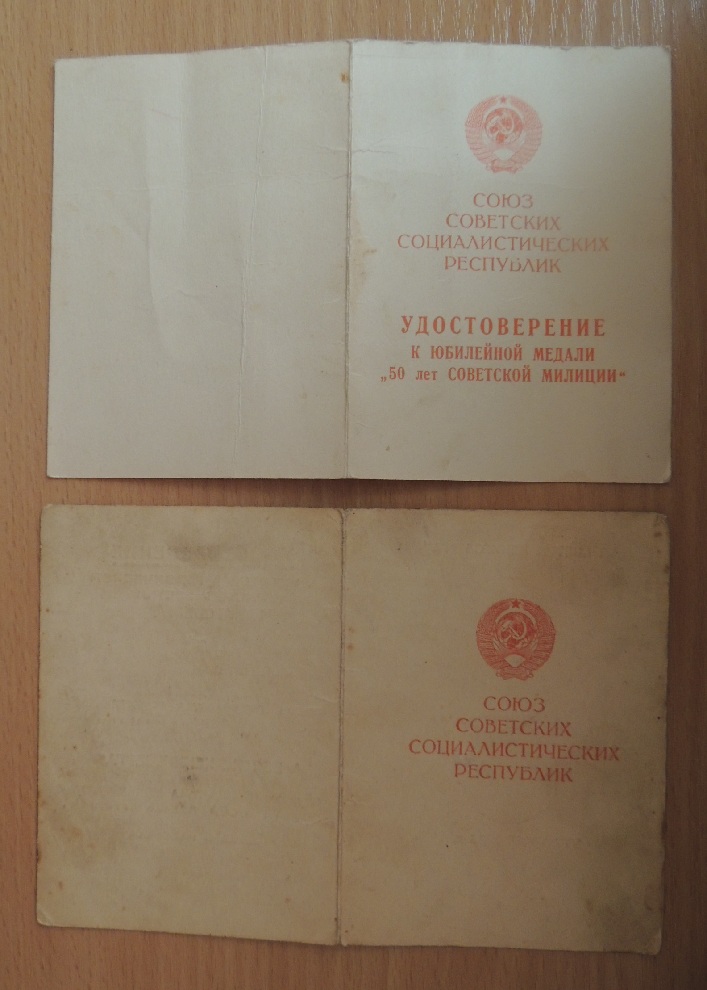 СОЮЗ
СОВЕТСКИХ
СОЦИАЛИСТИЧЕСКИХ
РЕСПУБЛИК
УДОСТОВЕРЕНИЕ
К ЮБИЛЕЙНОЙ МЕДАЛИ
„50 лет СОВЕТСКОЙ МИЛИЦИИ“
СОЮЗ
СОВЕТСКИХ
СОЦИАЛИСТИЧЕСКИХ
РЕСПУБЛИК